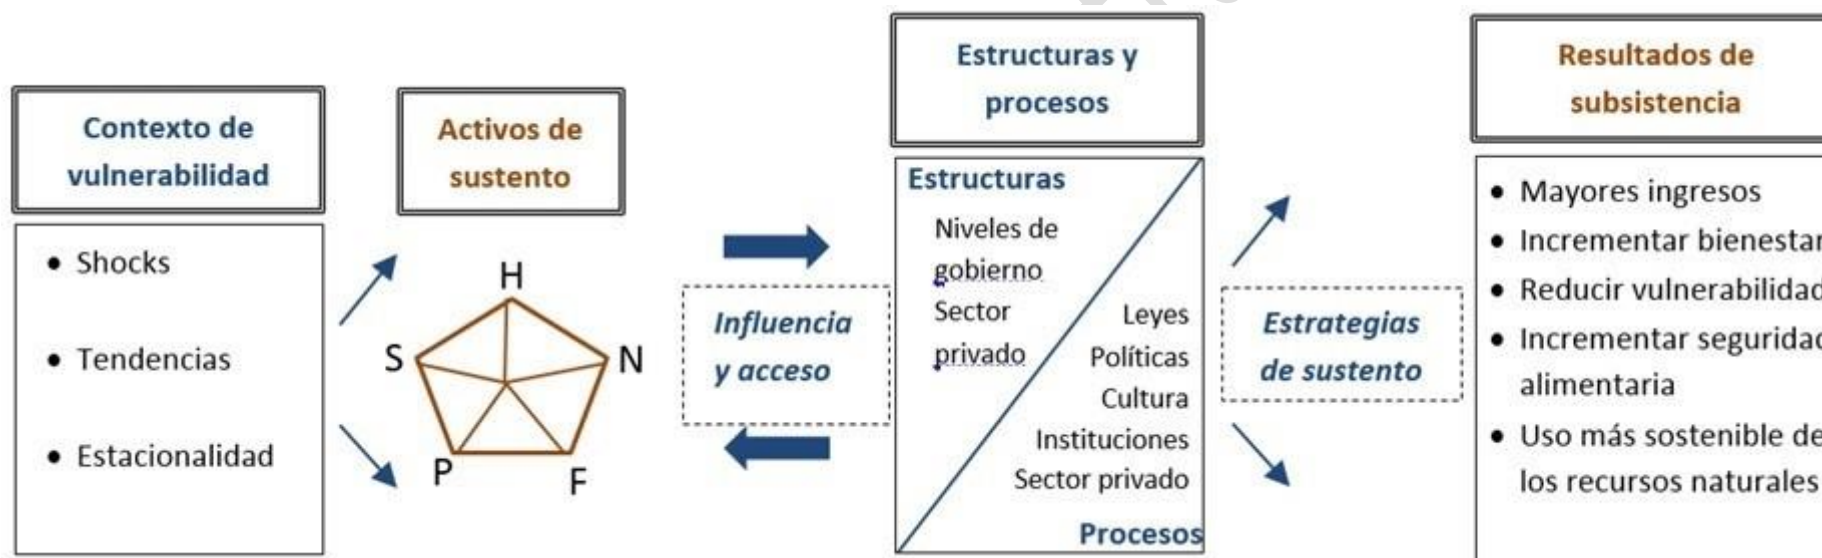 Contexto de
vulnerabilidad
• Shocks
• Tendencias
• Estacionalidad
Activos de
sustento
H
S
N
P
F
Influencia
y acceso
Estructuras y
procesos
Estructuras
Niveles de
gobierno
Sector
privado
Leyes
Políticas
Cultura
Instituciones
Sector privado
Procesos
Estrategias
de sustento
Resultados de
subsistencia
• Mayores ingresos
• Incrementar bienestar
• Reducir vulnerabilidad
• Incrementar seguridad
alimentaria
• Uso más sostenible de
los recursos naturales